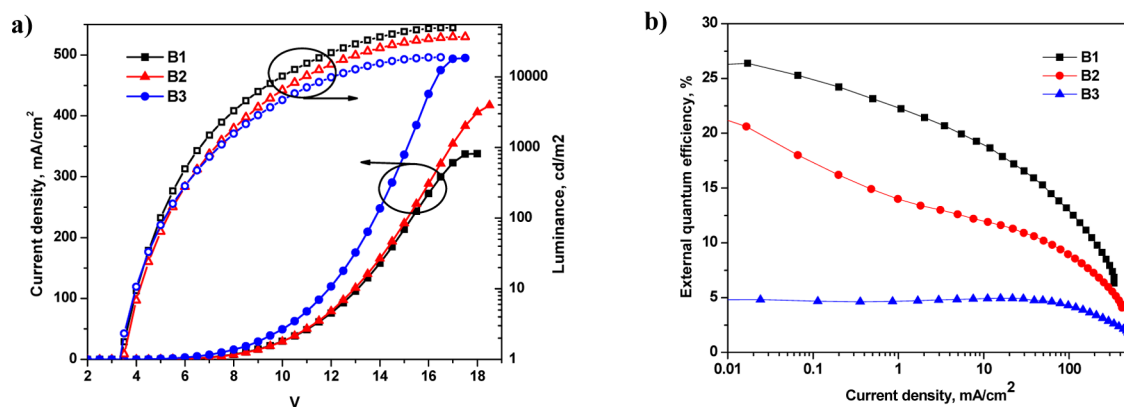 a)
B1
B2
B3
Current density, mA/cm²
500
400
300
200
100
0
2 4 6 8 10 12 14 16 18
V
10000
1000
100
10
1
Luminance, cd/m2
b)
B1
B2
B3
External quantum efficiency, %
30
25
20
15
10
5
0
0.01 0.1 1 10 100
Current density, mA/cm²